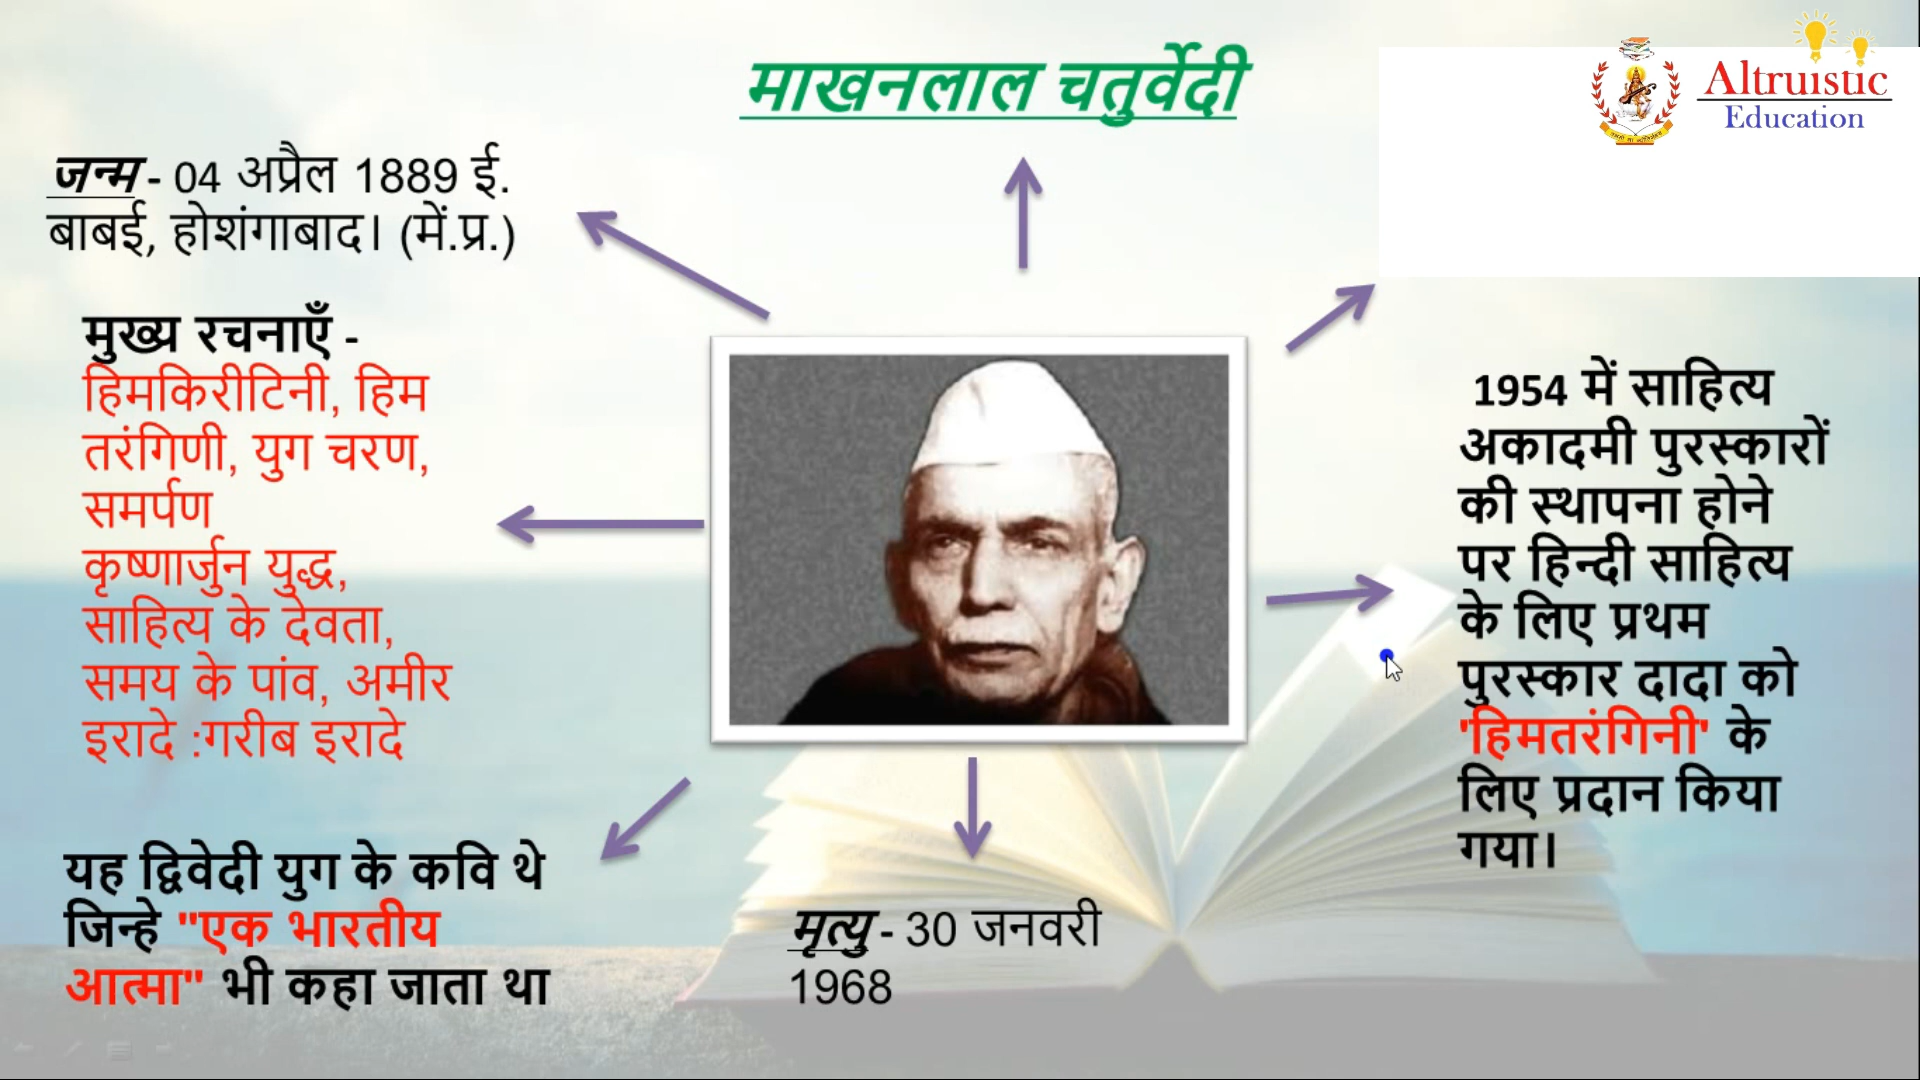 माखनलाल चतुर्वेदी
Altruistic
Education
जन्म - 04 अप्रैल 1889 ई.
बाबई, होशंगाबाद। (में.प्र.)
मुख्य रचनाएँ -
हिमकिरीटिनी, हिम
तरंगिणी, युग चरण,
समर्पण
कृष्णार्जुन युद्ध,
साहित्य के देवता,
समय के पांव, अमीर
इरादे :गरीब इरादे
यह द्विवेदी युग के कवि थे
जिन्हे "एक भारतीय
आत्मा" भी कहा जाता था
मृत्यु - 30 जनवरी
1968
1954 में साहित्य
अकादमी पुरस्कारों
की स्थापना होने
पर हिन्दी साहित्य
के लिए प्रथम
पुरस्कार दादा को
'हिमतरंगिनी' के
लिए प्रदान किया
गया।